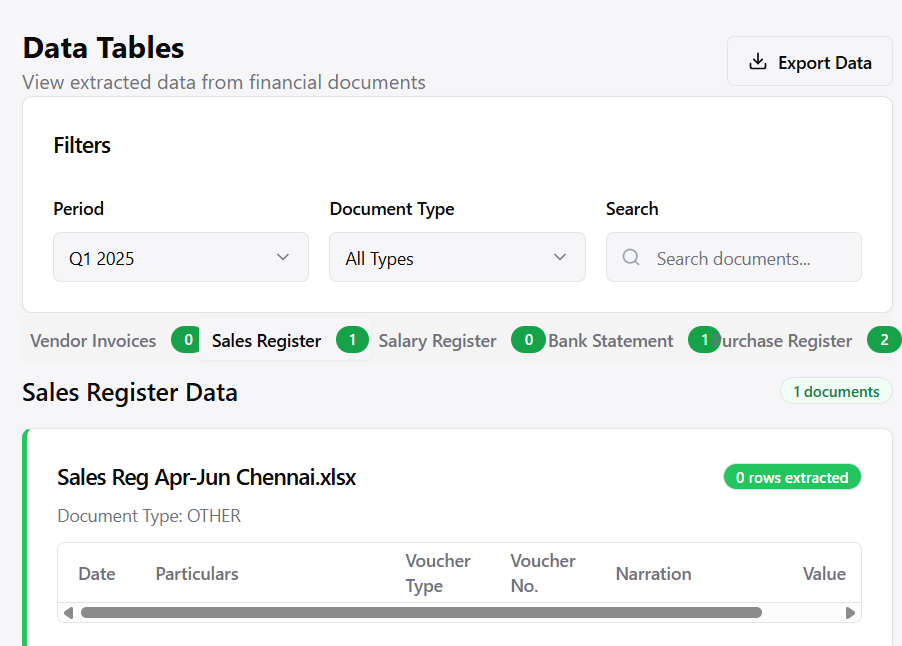 Data Tables
View extracted data from financial documents
Export Data
Filters
Period
Document Type
Search
Q1 2025
All Types
Search documents...
Vendor Invoices 0 Sales Register 1 Salary Register 0 Bank Statement 1 urchase Register 2
Sales Register Data
1 documents
Sales Reg Apr-Jun Chennai.xlsx
0 rows extracted
Document Type: OTHER
Date
Particulars
Voucher
Type
Voucher
No.
Narration
Value